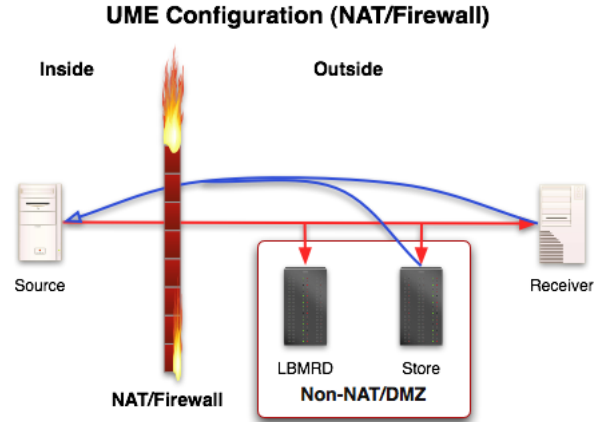 UME Configuration (NAT/Firewall)
Inside
Outside
Source
Receiver
LBMRD
Store
Non-NAT/DMZ
NAT/Firewall